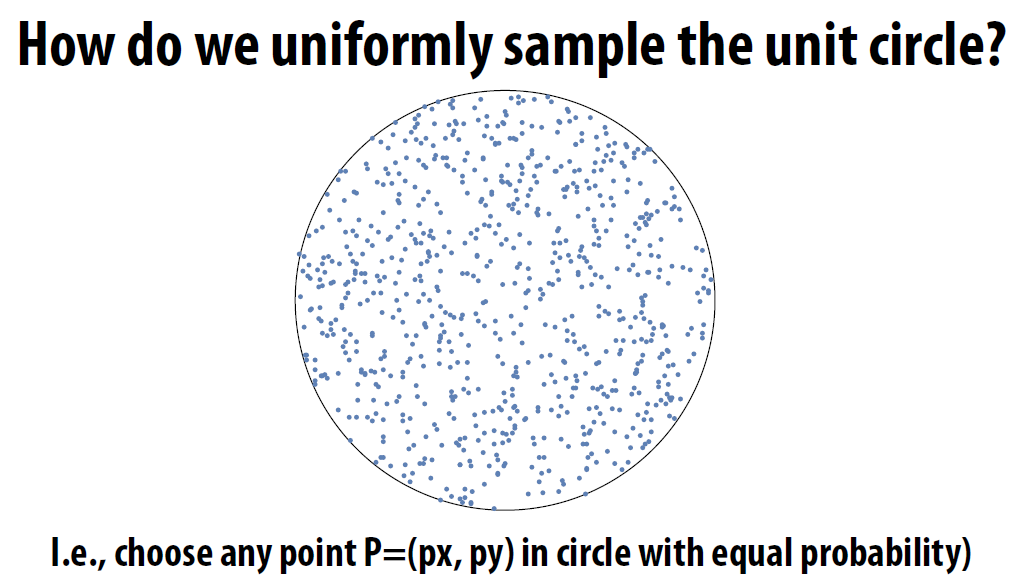 How do we uniformly sample the unit circle?
I.e., choose any point P=(px, py) in circle with equal probability)